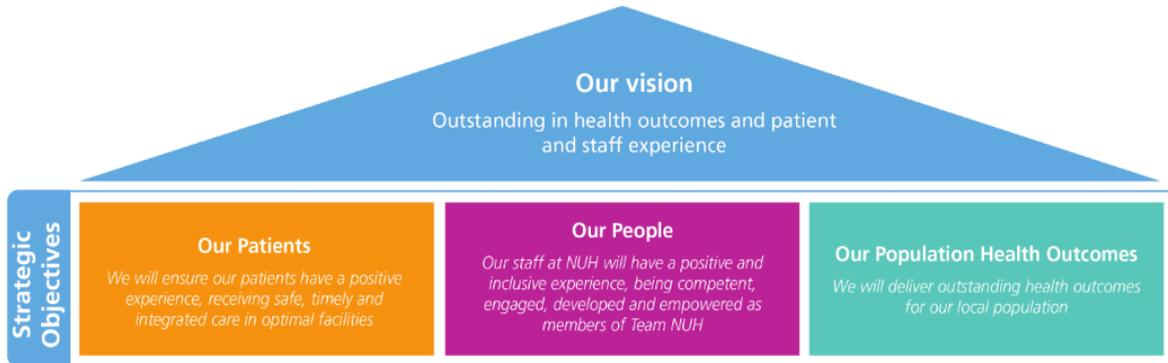 Our vision
Outstanding in health outcomes and patient
and staff experience
Strategic
Objectives
Our Patients
We will ensure our patients have a positive
experience, receiving safe, timely and
integrated care in optimal facilities
Our People
Our staff at NUH will have a positive and
inclusive experience, being competent,
engaged, developed and empowered as
members of Team NUH
Our Population Health Outcomes
We will deliver outstanding health outcomes
for our local population